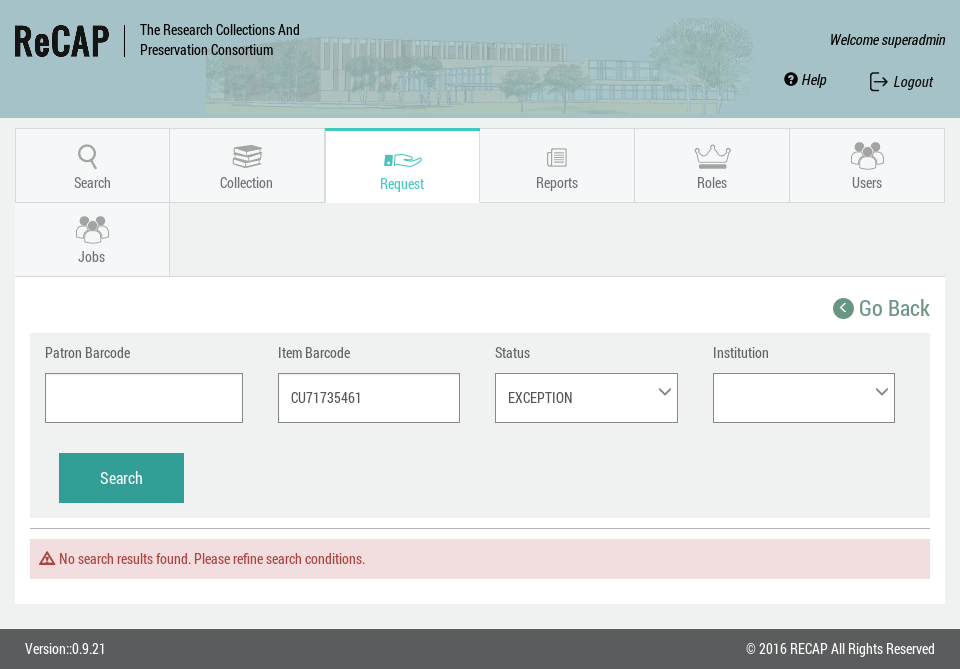 ReCAP
The Research Collections And
Preservation Consortium
Welcome superadmin
Help
Logout
Search
Collection
Request
Reports
Roles
Users
Jobs
Go Back
Patron Barcode
Item Barcode
Status
Institution
CU71735461
EXCEPTION
Search
No search results found. Please refine search conditions.
Version::0.9.21
© 2016 RECAP All Rights Reserved